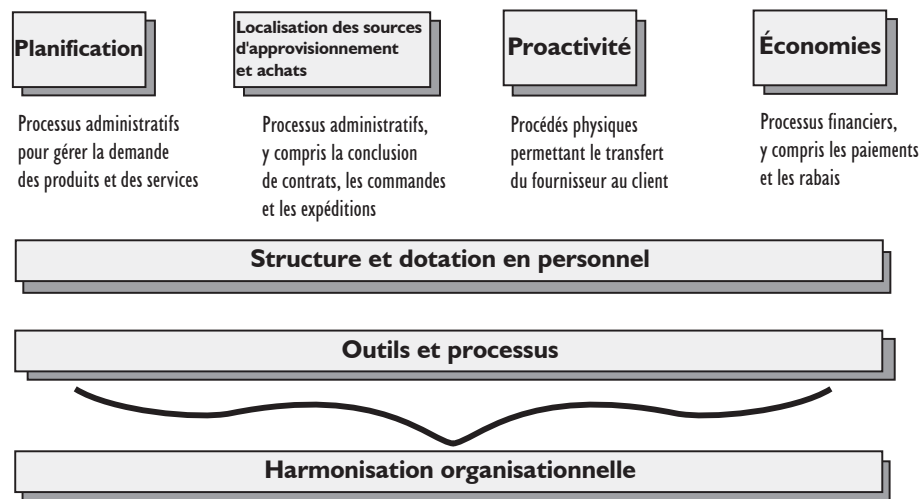 Planification
Processus administratifs
pour gérer la demande
des produits et des services
Localisation des sources
d'approvisionnement
et achats
Processus administratifs,
y compris la conclusion
de contrats, les commandes
et les expéditions
Proactivité
Procédés physiques
permettant le transfert
du fournisseur au client
Économies
Processus financiers,
y compris les paiements
et les rabais
Structure et dotation en personnel
Outils et processus
Harmonisation organisationnelle